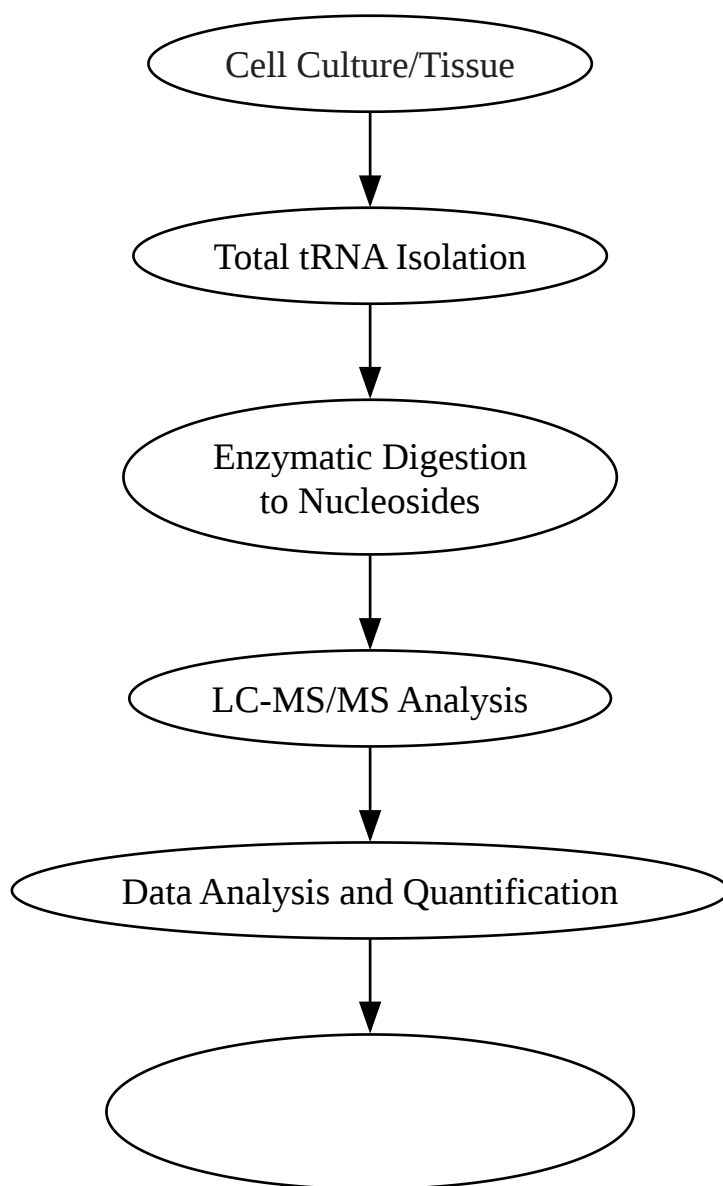 Cell Culture/Tissue
Total tRNA Isolation
Enzymatic Digestion
to Nucleosides
LC-MS/MS Analysis
Data Analysis and Quantification